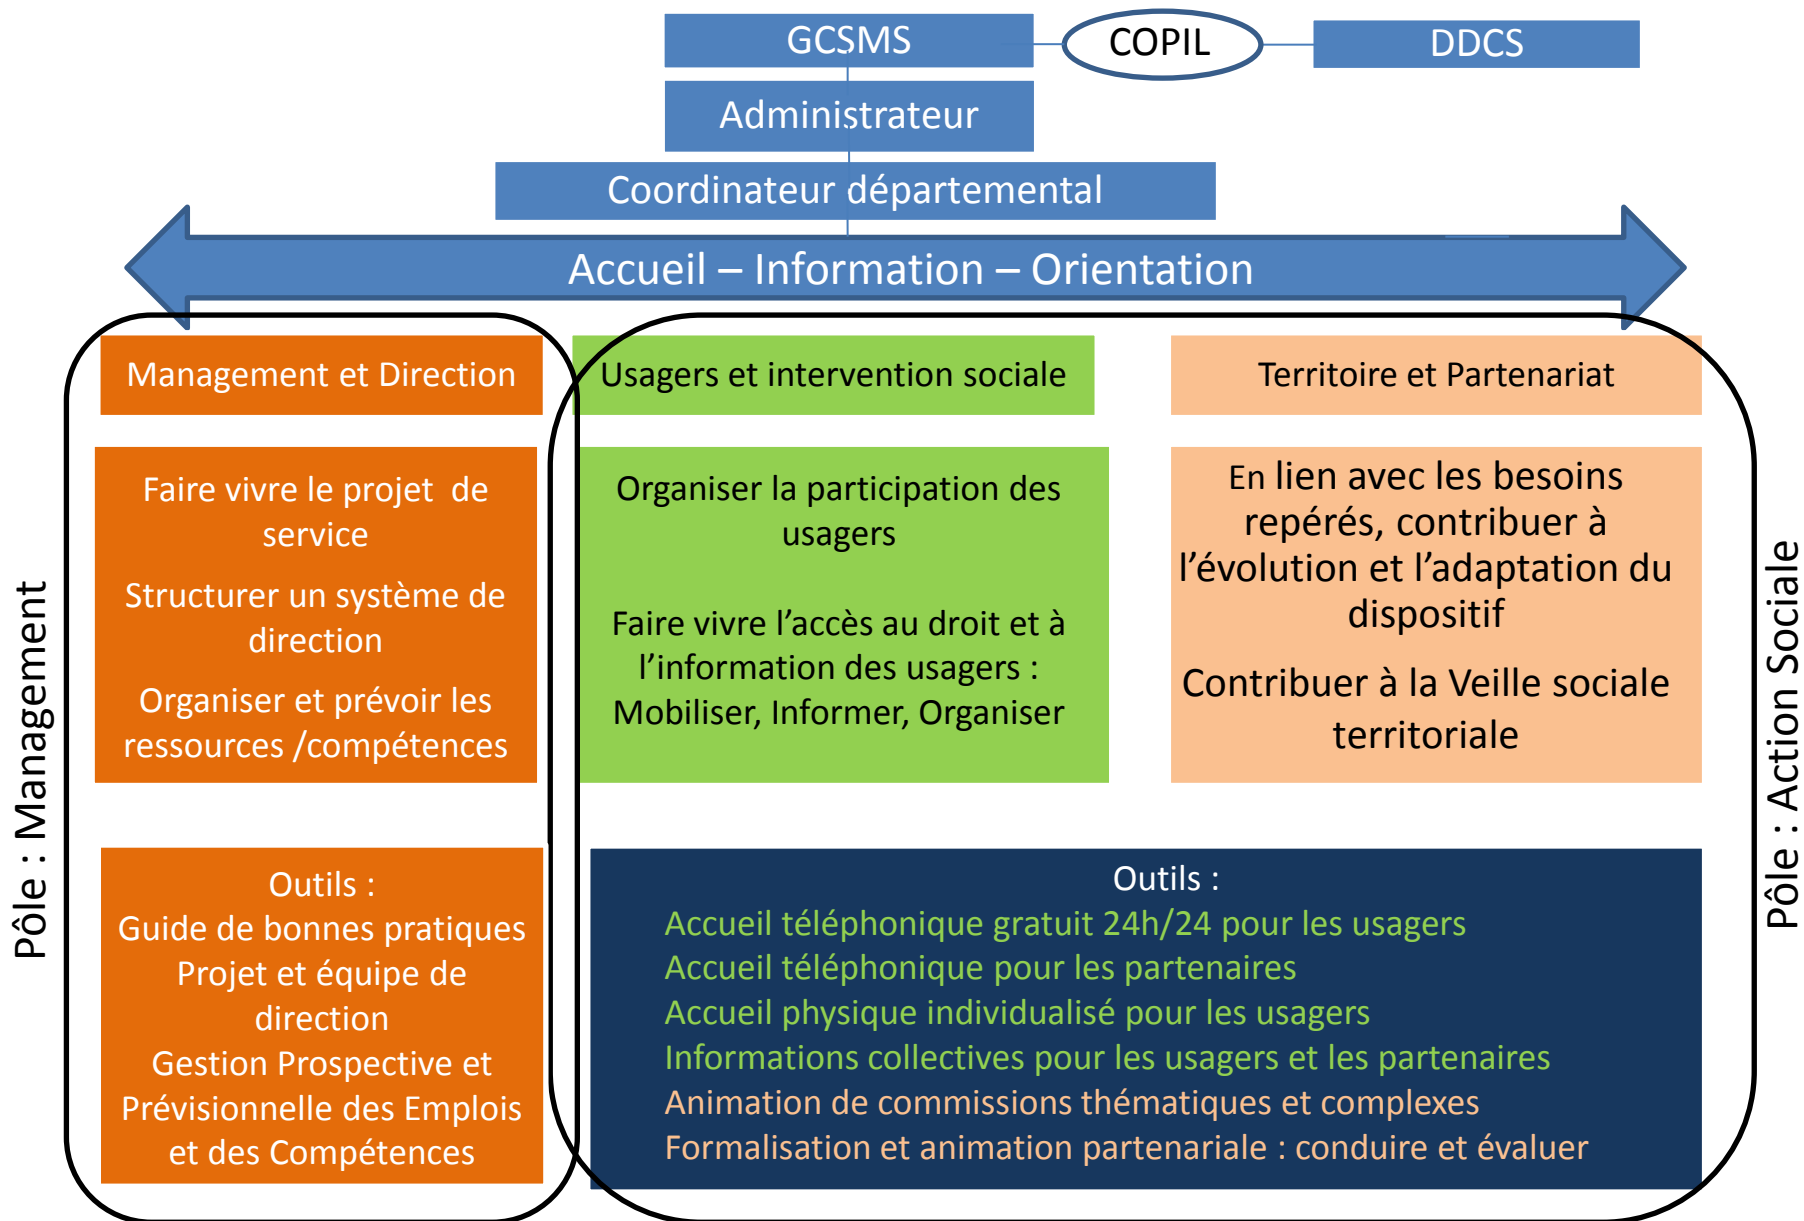 GCSMS
COPIL
DDCS
Administrateur
Coordinateur départemental
Accueil – Information – Orientation
Pôle : Management
Management et Direction
Faire vivre le projet de
service
Structurer un système de
direction
Organiser et prévoir les
ressources /compétences
Outils :
Guide de bonnes pratiques
Projet et équipe de
direction
Gestion Prospective et
Prévisionnelle des Emplois
et des Compétences
Usagers et intervention sociale
Organiser la participation des
usagers
Faire vivre l’accès au droit et à
l’information des usagers :
Mobiliser, Informer, Organiser
Territoire et Partenariat
En lien avec les besoins
repérés, contribuer à
l’évolution et l’adaptation du
dispositif
Contribuer à la Veille sociale
territoriale
Outils :
Accueil téléphonique gratuit 24h/24 pour les usagers
Accueil téléphonique pour les partenaires
Accueil physique individualisé pour les usagers
Informations collectives pour les usagers et les partenaires
Animation de commissions thématiques et complexes
Formalisation et animation partenariale : conduire et évaluer
Pôle : Action Sociale